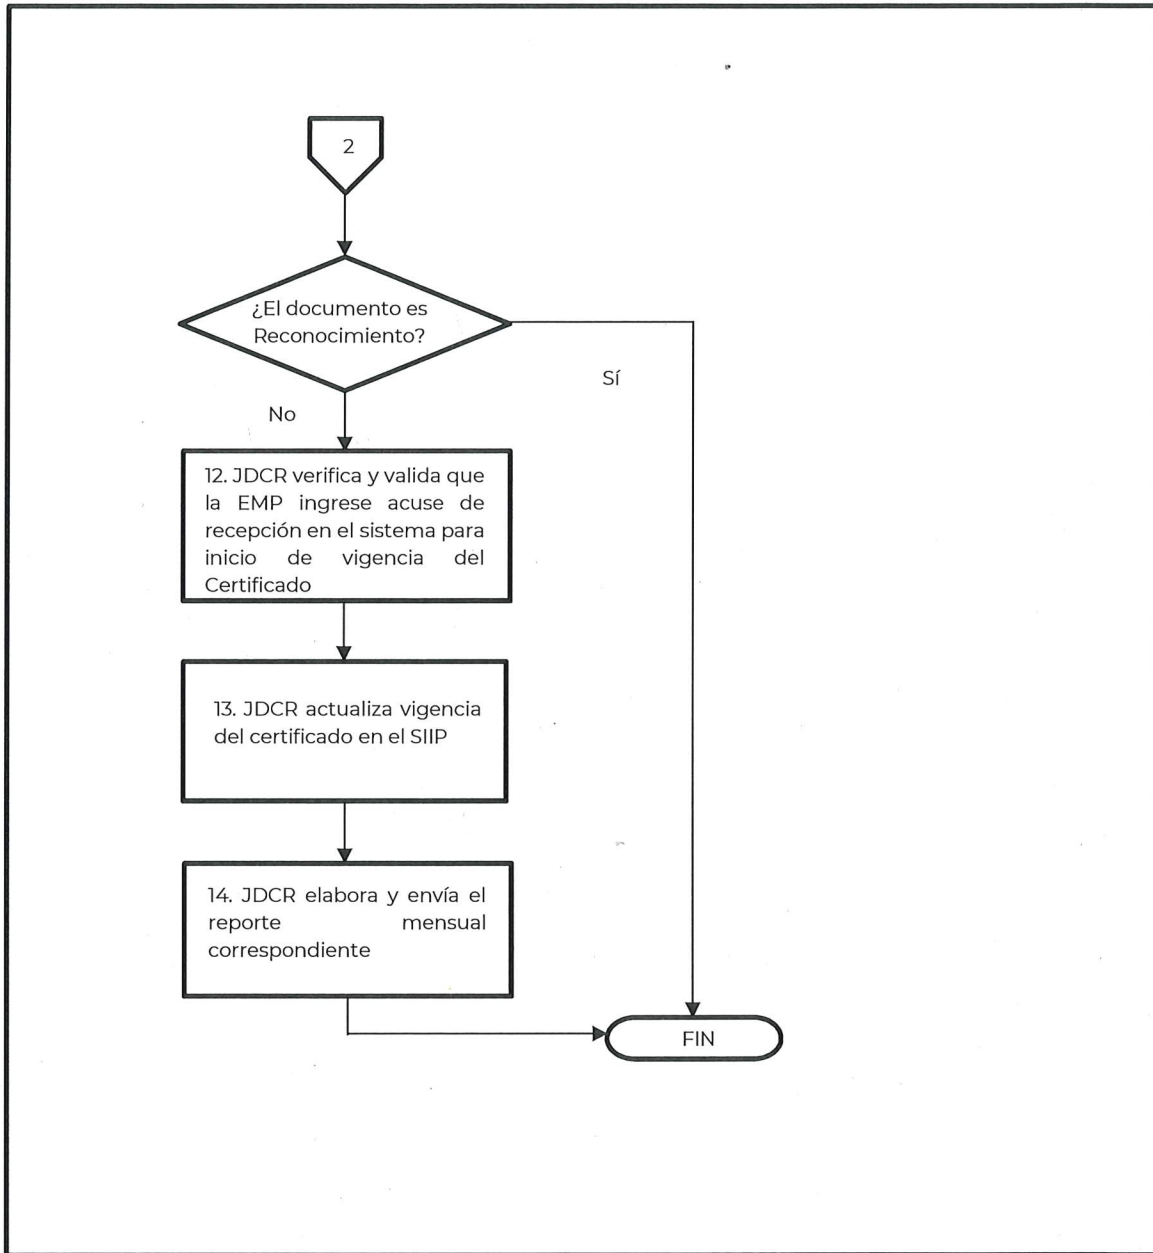 2
¿El documento es
Reconocimiento?
Sí
No
12. JDCR verifica y valida que
la EMP ingrese acuse de
recepción en el sistema para
inicio de vigencia del
Certificado
13. JDCR actualiza vigencia
del certificado en el SIIP
14. JDCR elabora y envía el
reporte mensual
correspondiente
FIN